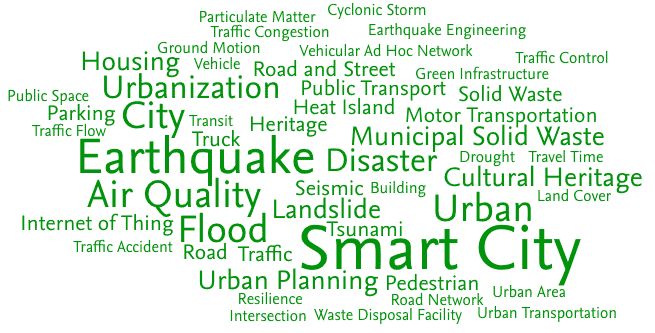 Cyclonic Storm
Particulate Matter
Traffic Congestion
Earthquake Engineering
Ground Motion
Vehicular Ad Hoc Network
Traffic Control
Housing
Vehicle
Road and Street
Green Infrastructure
Public Space
Urbanization
Public Transport
Solid Waste
Parking
City
Transit
Heat Island
Motor Transportation
Traffic Flow
Truck
Heritage
Municipal Solid Waste
Earthquake
Disaster
Drought
Travel Time
Air Quality
Seismic
Building
Cultural Heritage
Land Cover
Internet of Thing
Flood
Landslide
Urban
Tsunami
Traffic Accident
Road
Traffic
Smart City
Urban Planning
Pedestrian
Resilience
Road Network
Urban Area
Intersection
Waste Disposal Facility
Urban Transportation